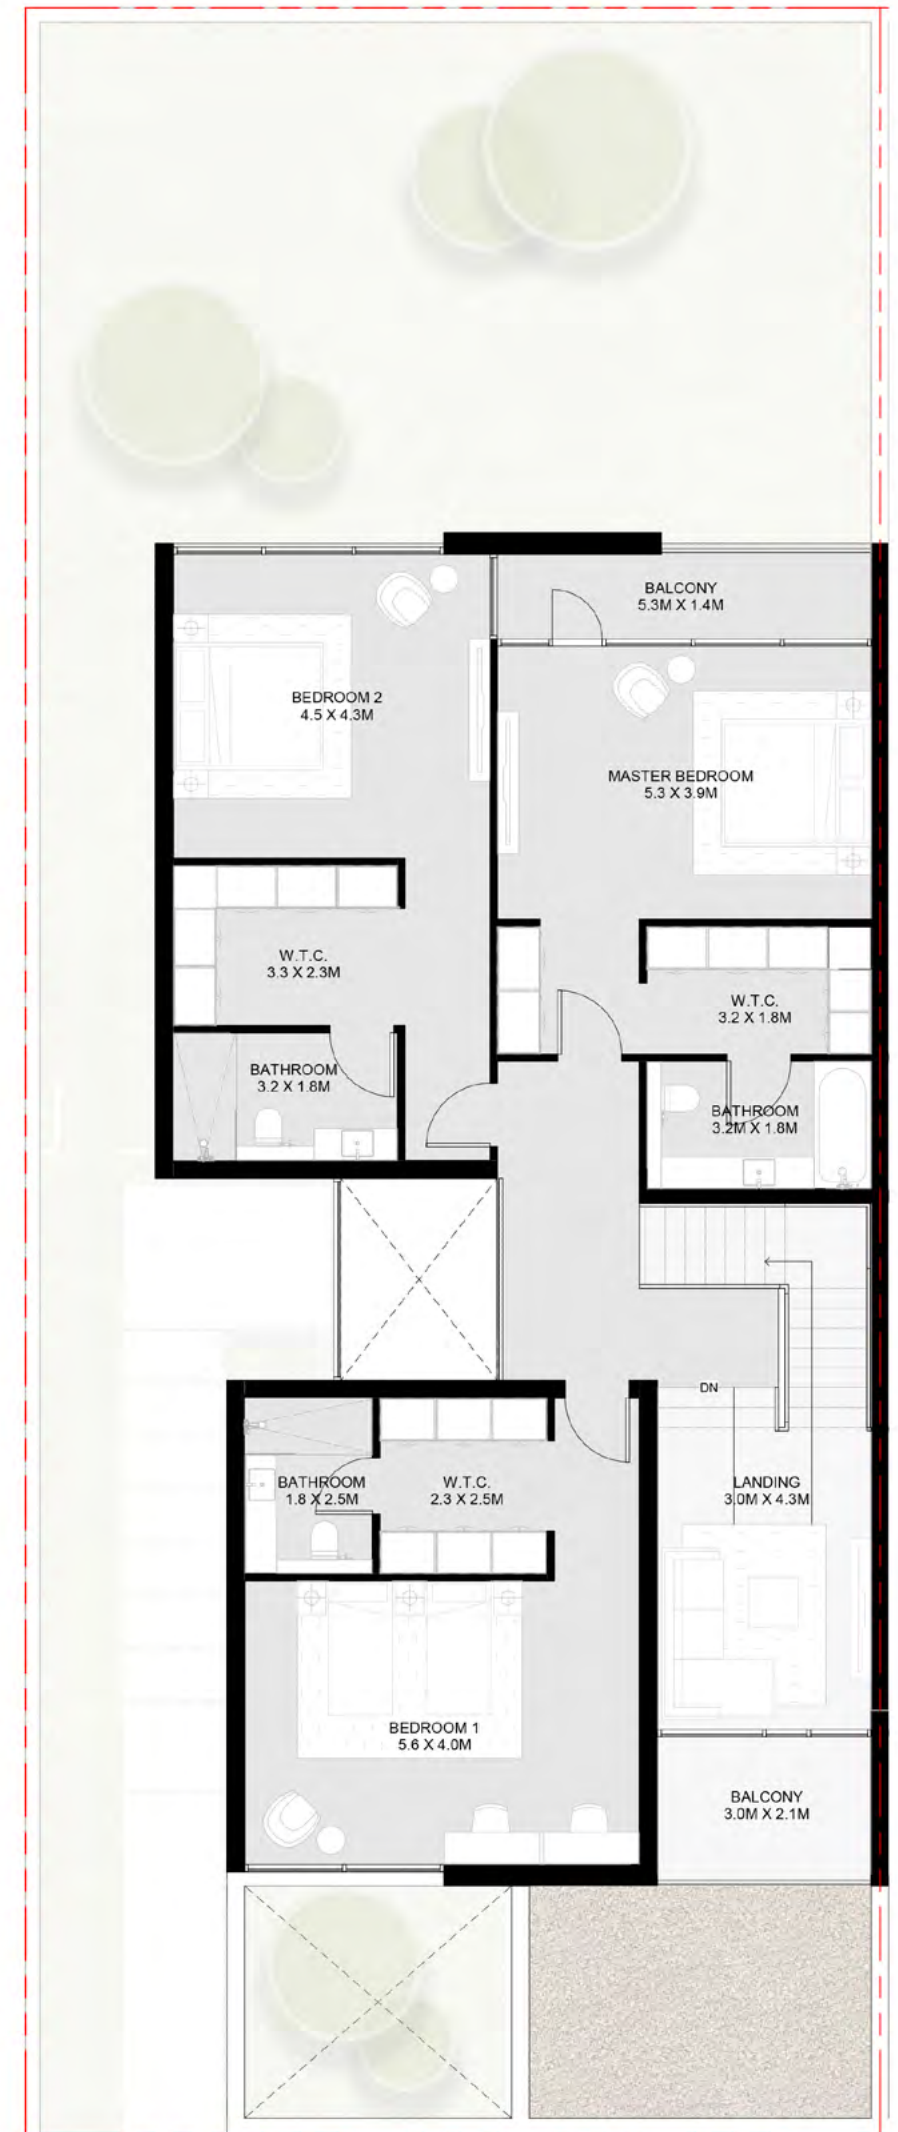 BALCONY
5.3M X 1.4M
BEDROOM 2
4.5 X 4.3M
MASTER BEDROOM
5.3 X 3.9M
W.T.C.
3.3 X 2.3M
W.T.C.
3.2 X 1.8M
BATHROOM
3.2 X 1.8M
BATHROOM
3.2M X 1.8M
DN
BATHROOM
1.8 X 2.5M
W.T.C.
2.3 X 2.5M
LANDING
3.0M X 4.3M
BEDROOM 1
5.6 X 4.0M
BALCONY
3.0M X 2.1M